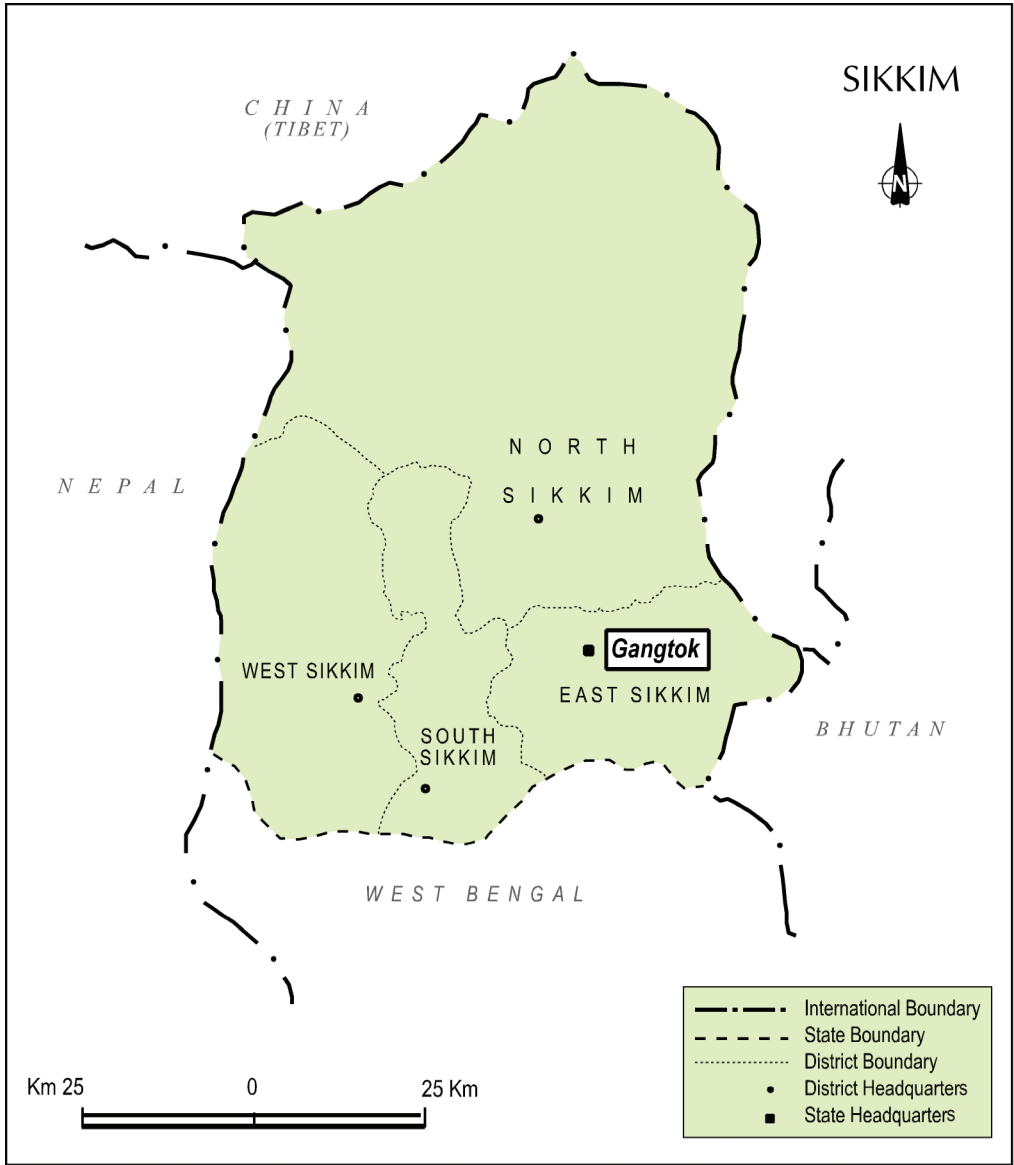 SIKKIM
CHINA
(TIBET)
N
NORTH
SIKKIM
NEPAL
Gangtok
WEST SIKKIM
EAST SIKKIM
SOUTH
SIKKIM
BHUTAN
WEST BENGAL
International Boundary
State Boundary
District Boundary
District Headquarters
State Headquarters
Km 25 0 25 Km